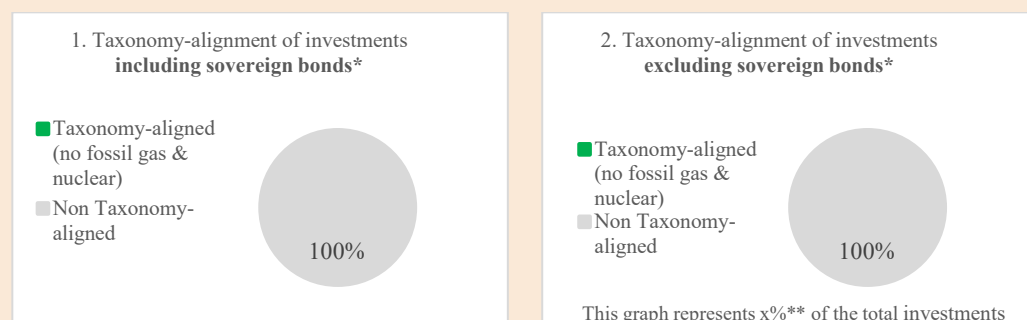 1. Taxonomy-alignment of investments
including sovereign bonds*
Taxonomy-aligned
(no fossil gas &
nuclear)
Non Taxonomy-
aligned
100%
2. Taxonomy-alignment of investments
excluding sovereign bonds*
Taxonomy-aligned
(no fossil gas &
nuclear)
Non Taxonomy-
aligned
100%
This graph represents x%** of the total investments